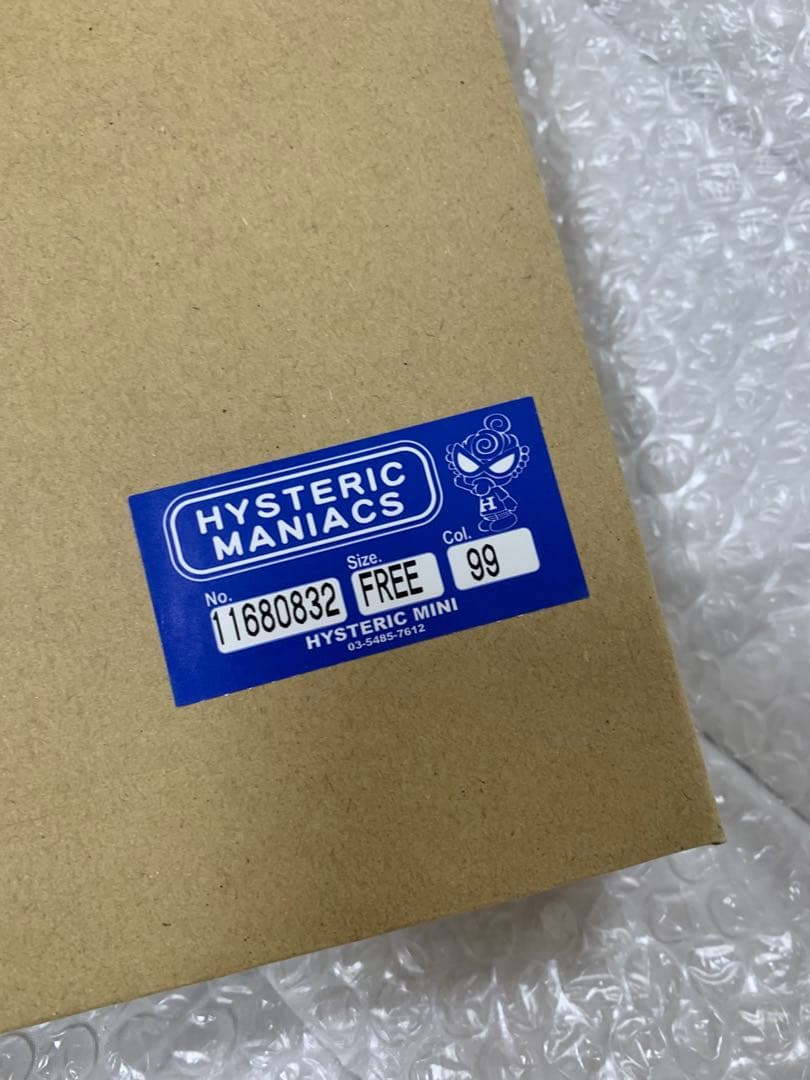 HYSTERIC
MANIACS
H
No. Size. Col.
11680832 FREE 99
HYSTERIC MINI
03-5485-7612